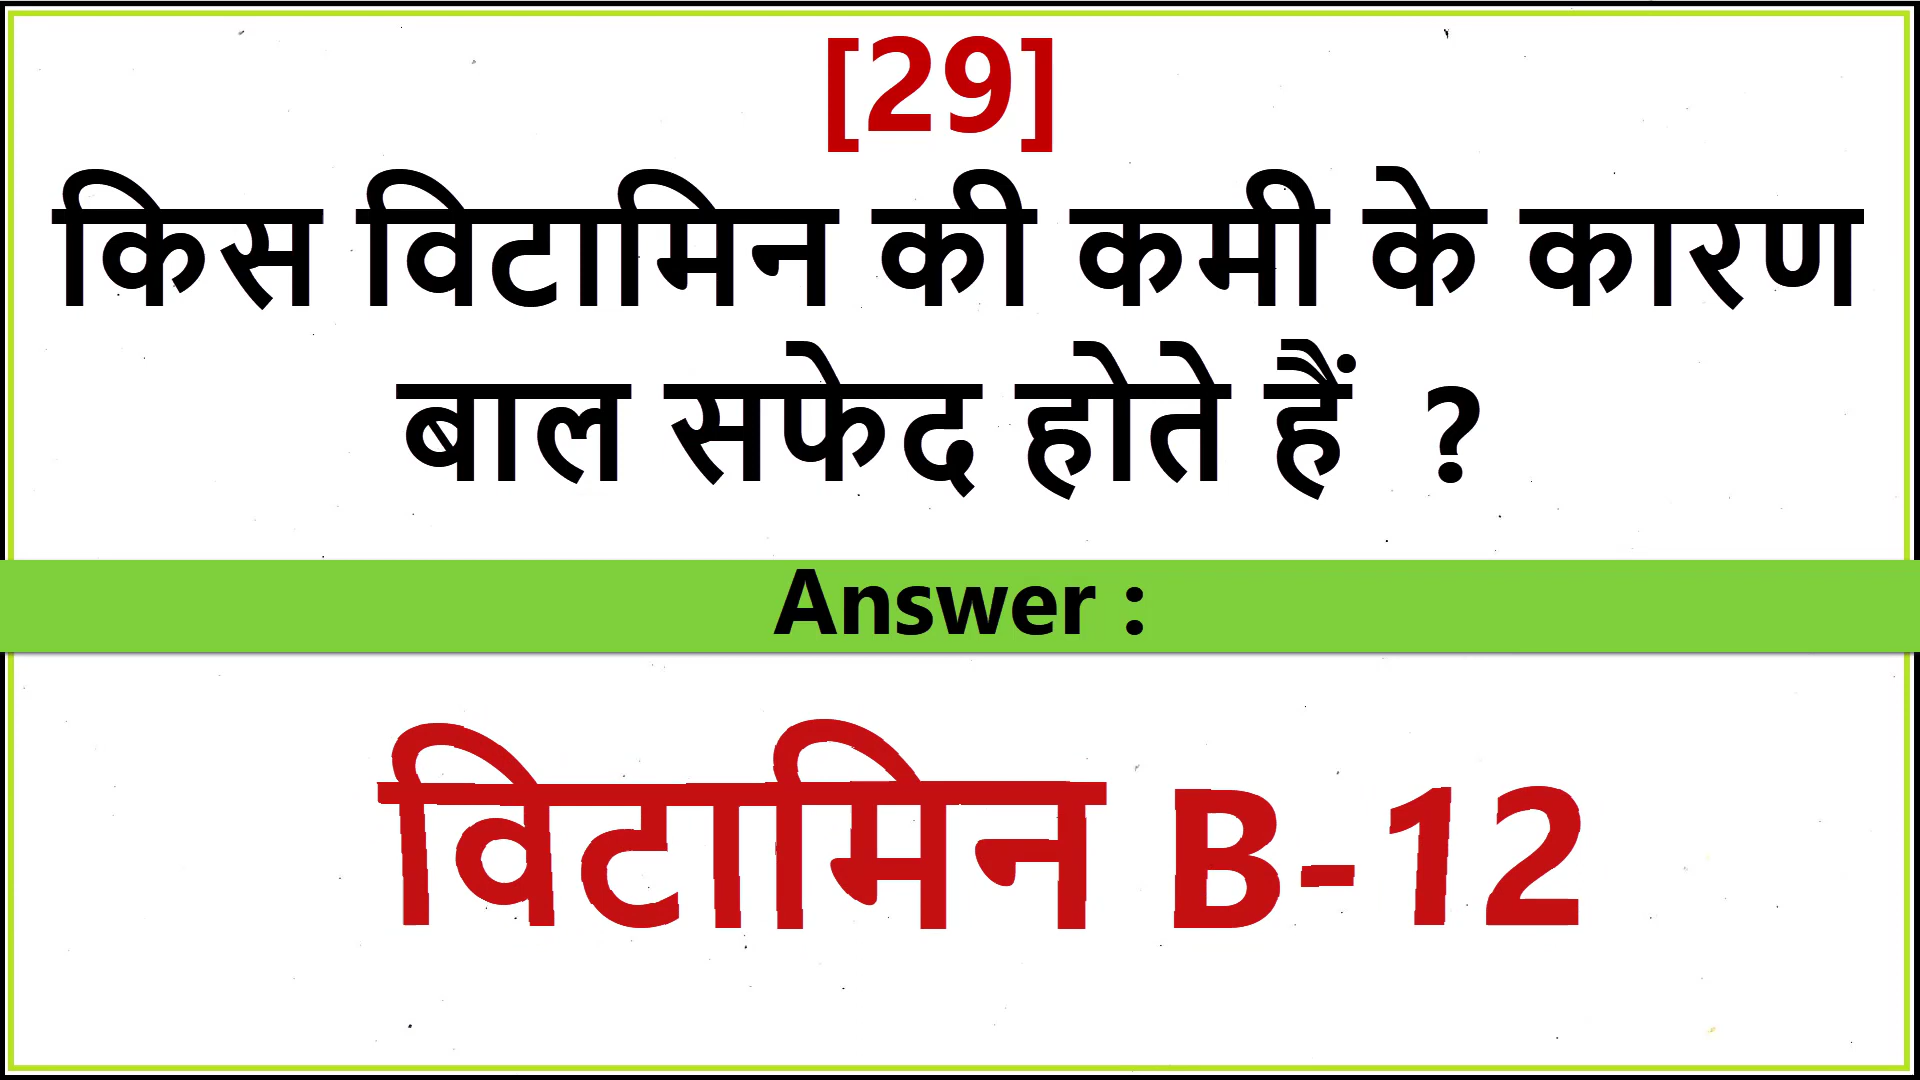 [29]
किस विटामिन की कमी के कारण
बाल सफेद होते हैं ?
Answer :
विटामिन B-12